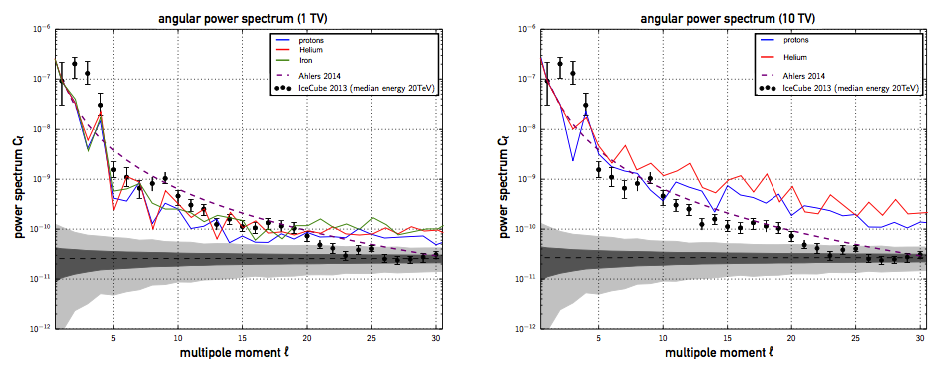 angular power spectrum (1 TV)
power spectrum Cℓ
10⁻⁶
10⁻⁷
10⁻⁸
10⁻⁹
10⁻¹⁰
10⁻¹¹
10⁻¹²
protons
Helium
Iron
Ahlers 2014
IceCube 2013 (median energy 20TeV)
5 10 15 20 25 30
multipole moment ℓ
angular power spectrum (10 TV)
power spectrum Cℓ
10⁻⁶
10⁻⁷
10⁻⁸
10⁻⁹
10⁻¹⁰
10⁻¹¹
10⁻¹²
protons
Helium
Ahlers 2014
IceCube 2013 (median energy 20TeV)
5 10 15 20 25 30
multipole moment ℓ